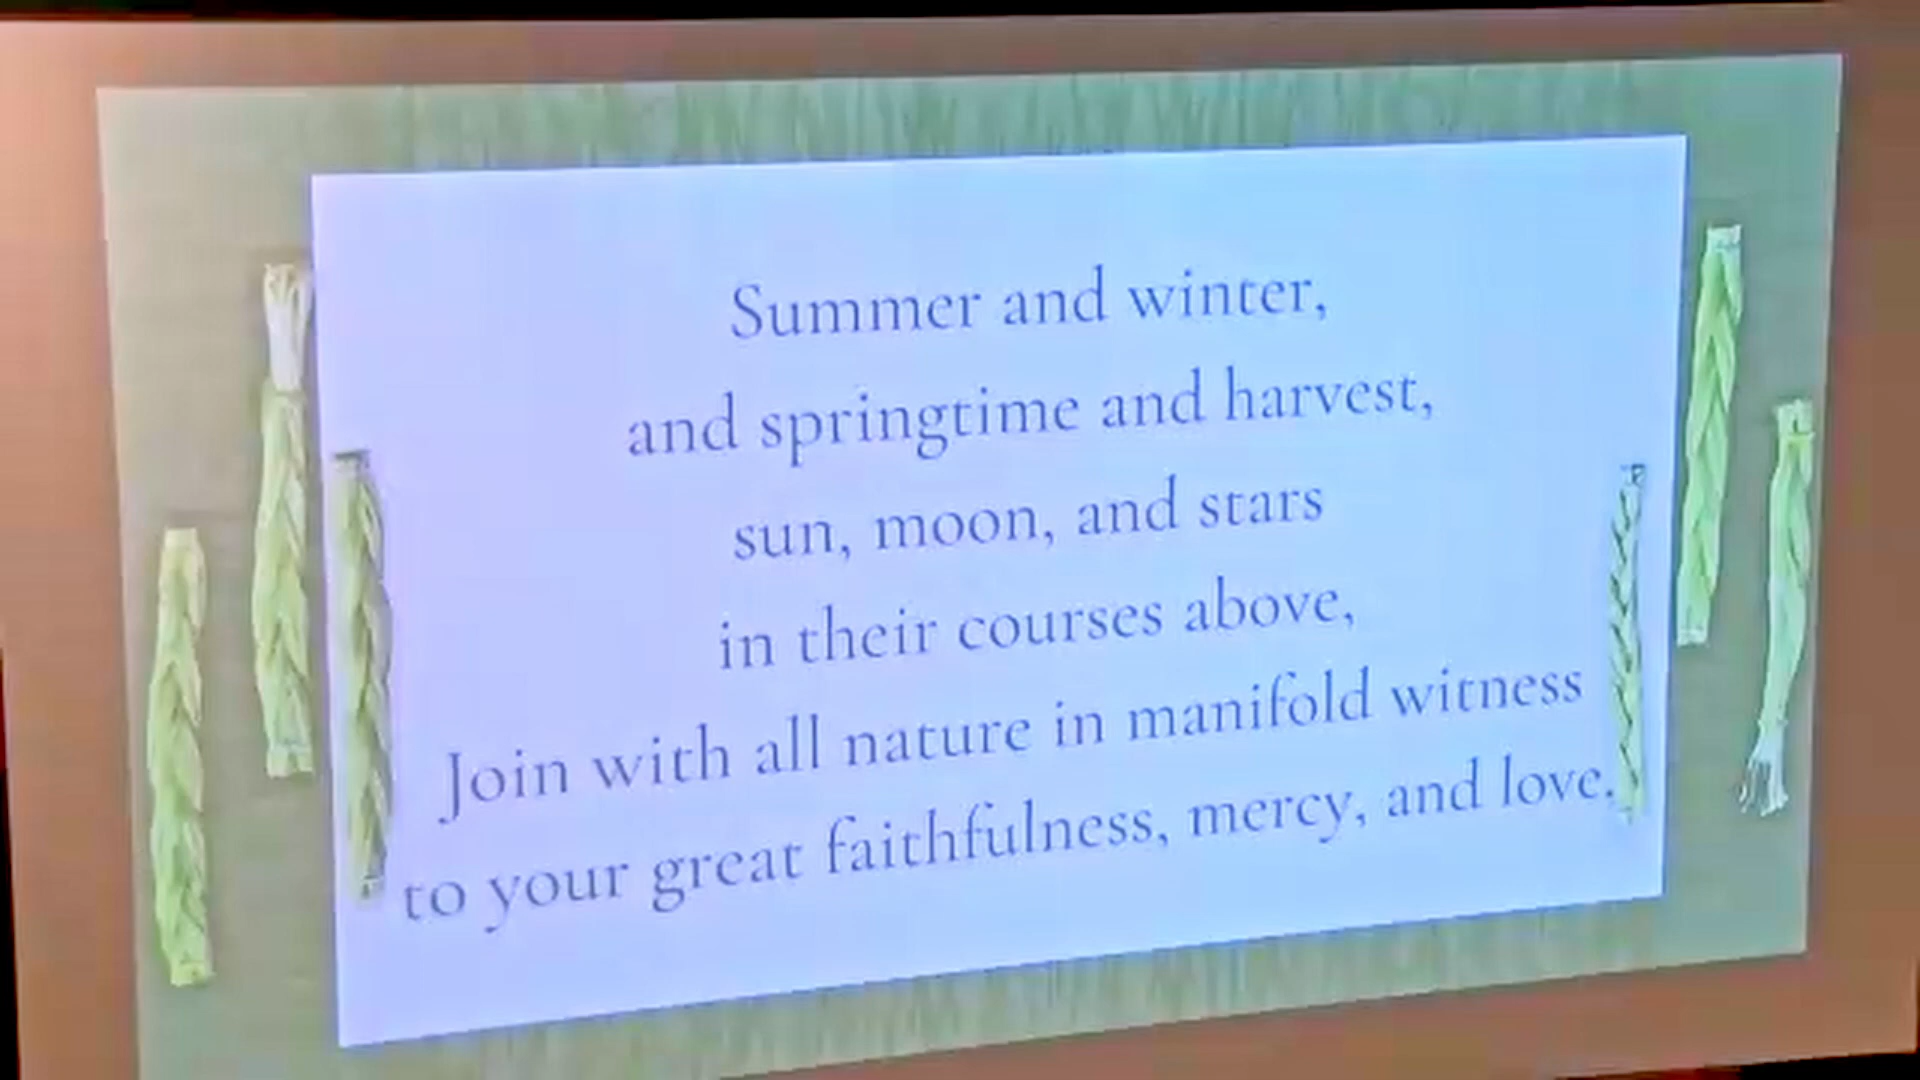 Summer and winter,
and springtime and harvest,
sun, moon, and stars
in their courses above,
Join with all nature in manifold witness
to your great faithfulness, mercy, and love.